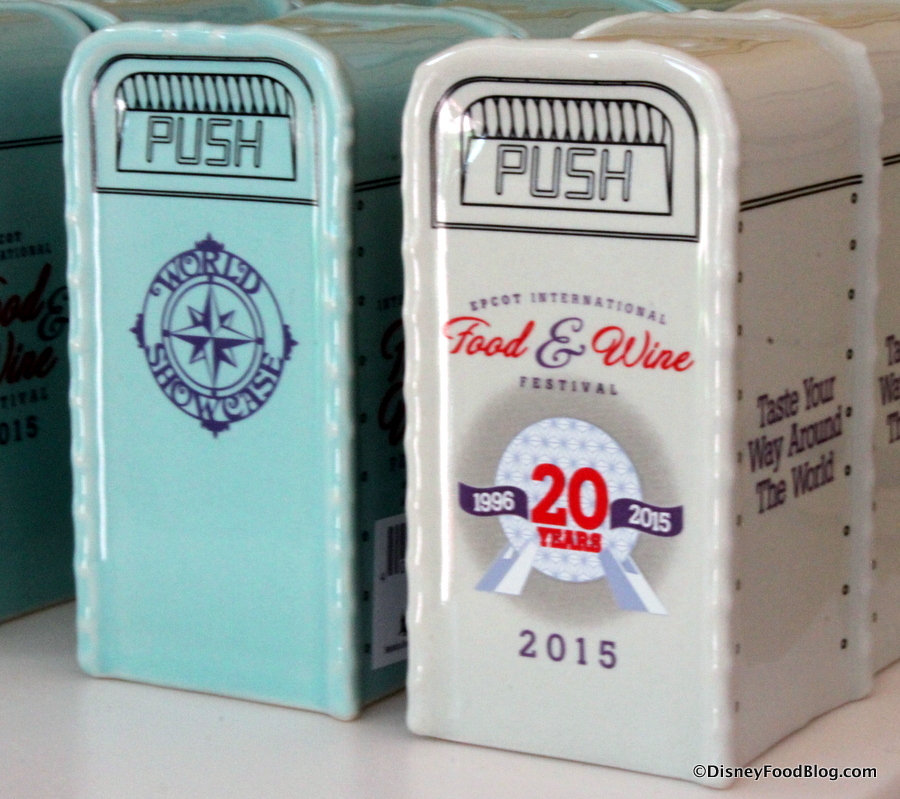 PUSH
WORLD
SHOWCASE
PUSH
EPCOT INTERNATIONAL
Food & Wine
FESTIVAL
1996 20 2015
YEARS
2015
Taste Your
Way Around
The World
©DisneyFoodBlog.com